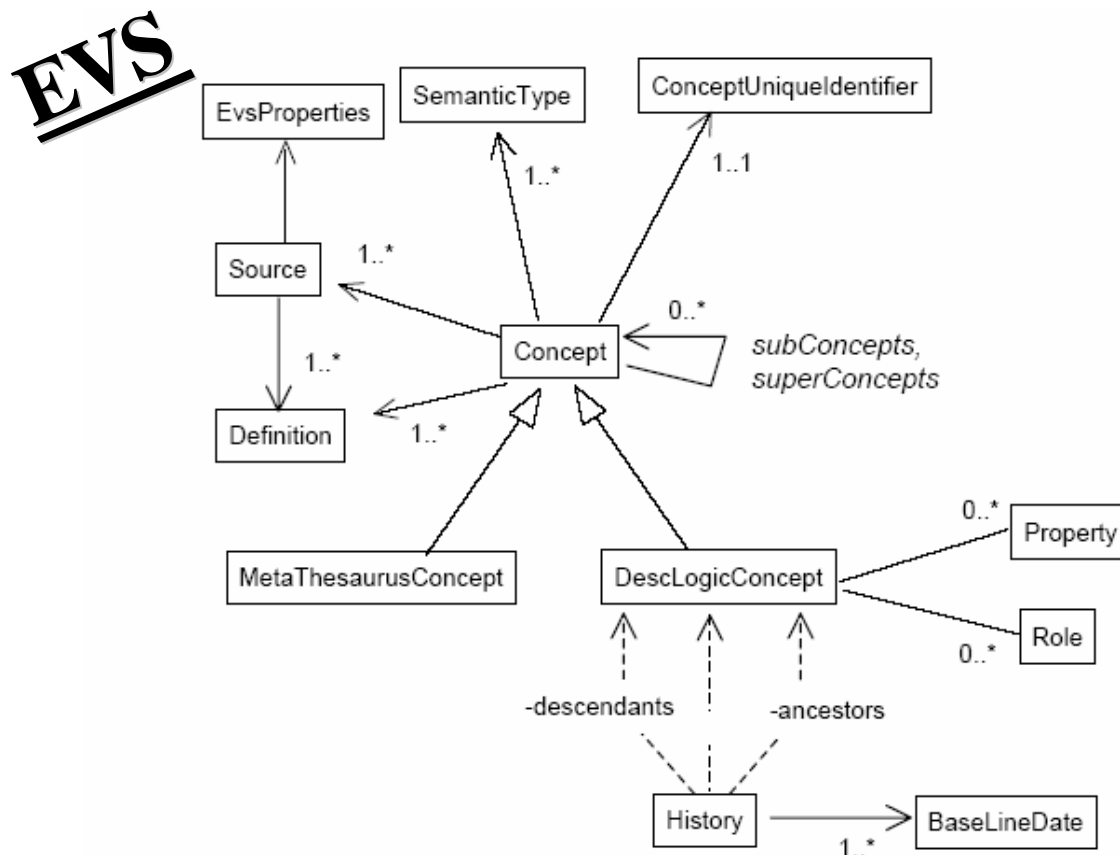 EVS
EvsProperties
SemanticType
ConceptUniqueIdentifier
1..*
1..1
Source
1..*
0..*
Concept
subConcepts,
superConcepts
1..*
Definition
1..*
MetaThesaurusConcept
DescLogicConcept
0..*
Property
Role
0..*
-descendants
-ancestors
History
BaseLineDate
1..*